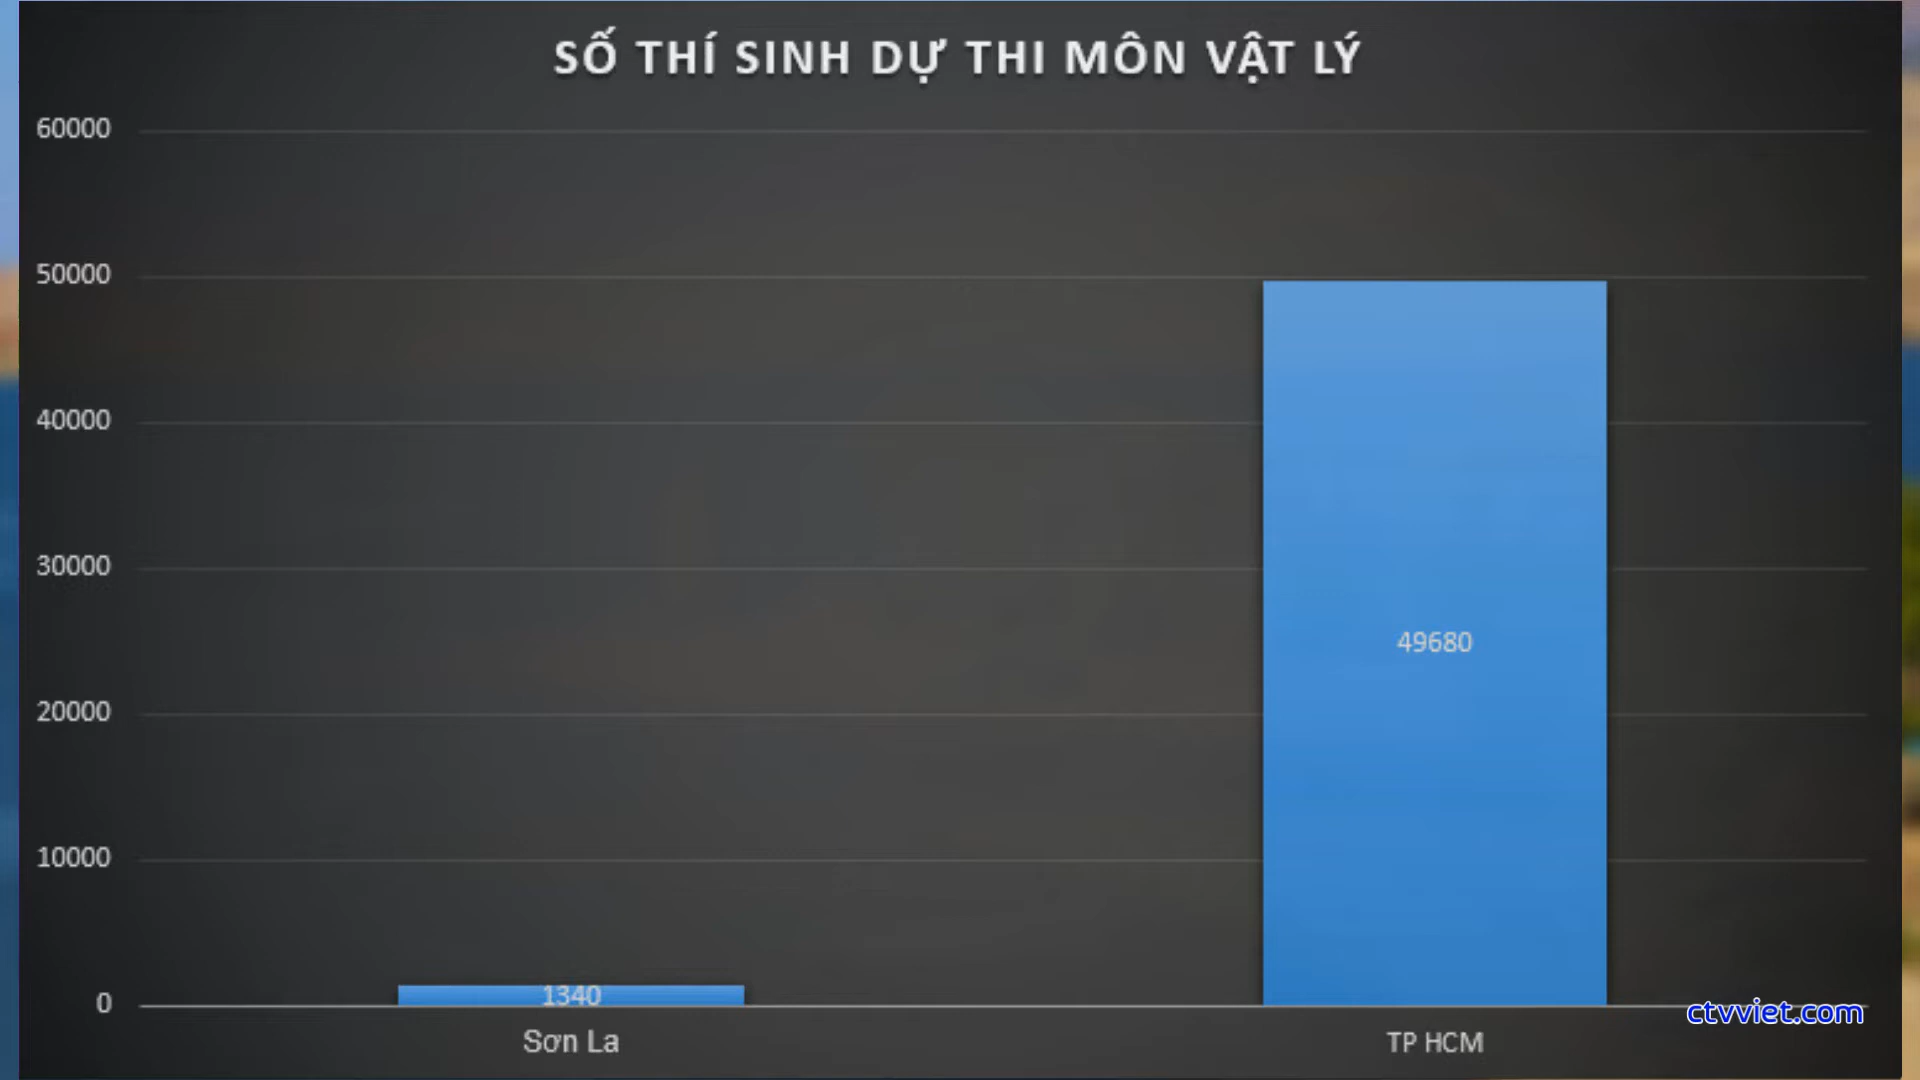 SỐ THÍ SINH DỰ THI MÔN VẬT LÝ
60000
50000
40000
30000
20000
10000
0
49680
1340
Sơn La
TP HCM
ctvviet.com